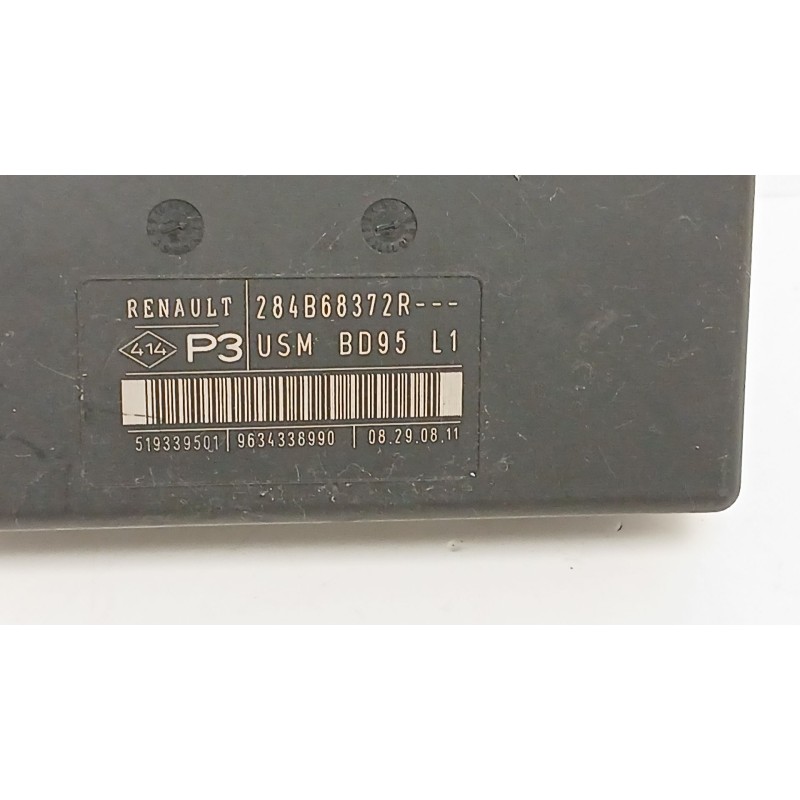 RENAULT 284B68372R---
414 P3 USM BD95 L1
519339501 9634338990 08.29.08.11